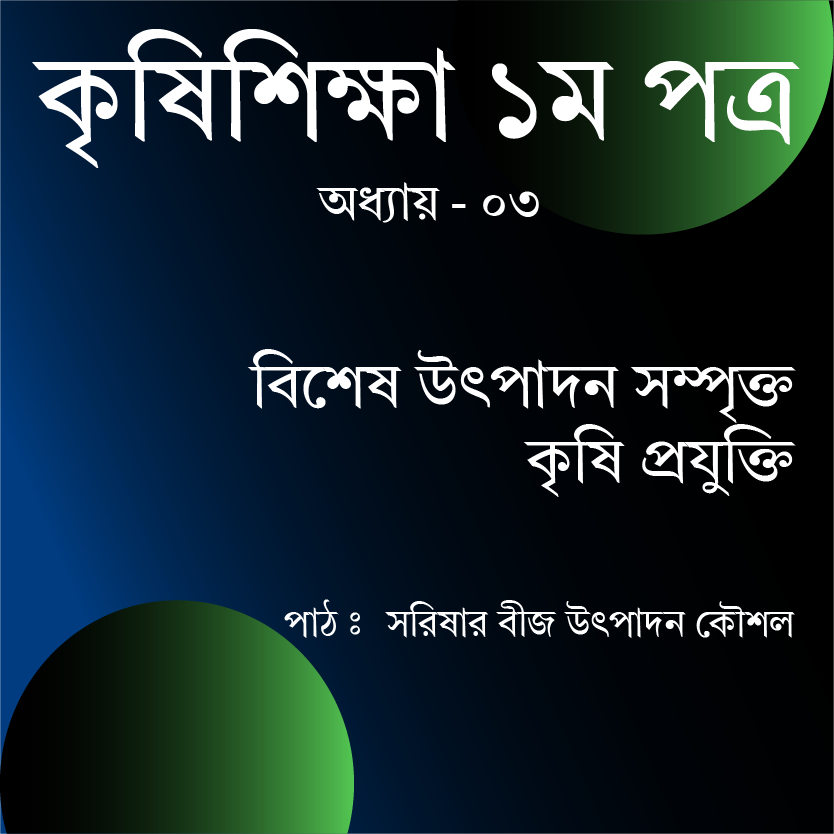 কৃষিশিক্ষা ১ম পত্র
অধ্যায় - ০৩
বিশেষ উৎপাদন সম্পৃক্ত
কৃষি প্রযুক্তি
পাঠ ঃ সরিষার বীজ উৎপাদন কৌশল